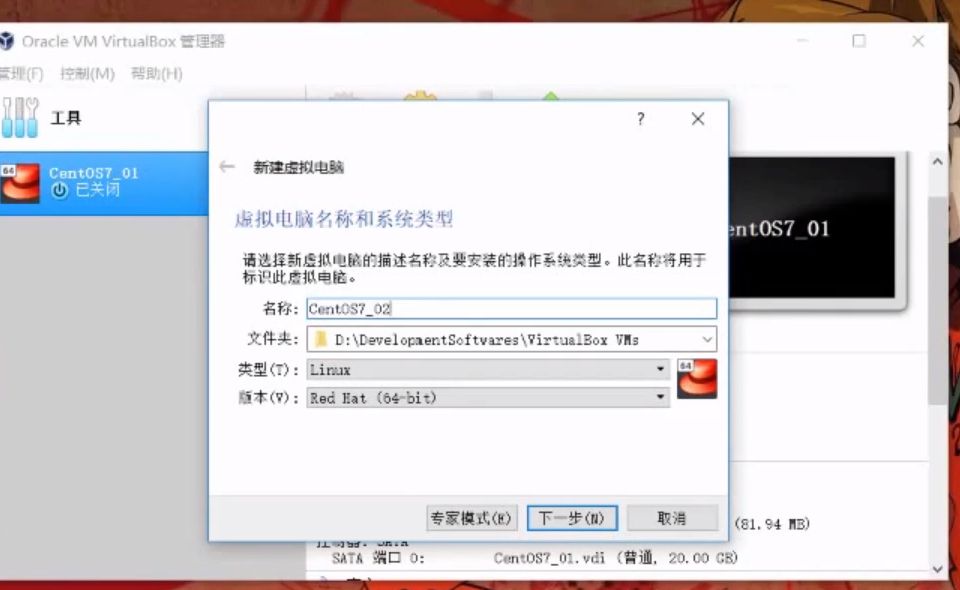 Oracle VM VirtualBox 管理器
管理(F) 控制(M) 帮助(H)
工具
64
CentOS7_01
已关闭
?
新建虚拟电脑
虚拟电脑名称和系统类型
请选择新虚拟电脑的描述名称及要安装的操作系统类型。此名称将用于
标识此虚拟电脑。
名称: CentOS7_02
文件夹: D:\DevelopmentSoftwares\VirtualBox VMs
类型(T): Linux
64
版本(V): Red Hat (64-bit)
专家模式(E) 下一步(N) 取消
entOS7_01
(81.94 MB)
控制器: SATA
SATA 端口 0: CentOS7_01.vdi (普通, 20.00 GB)